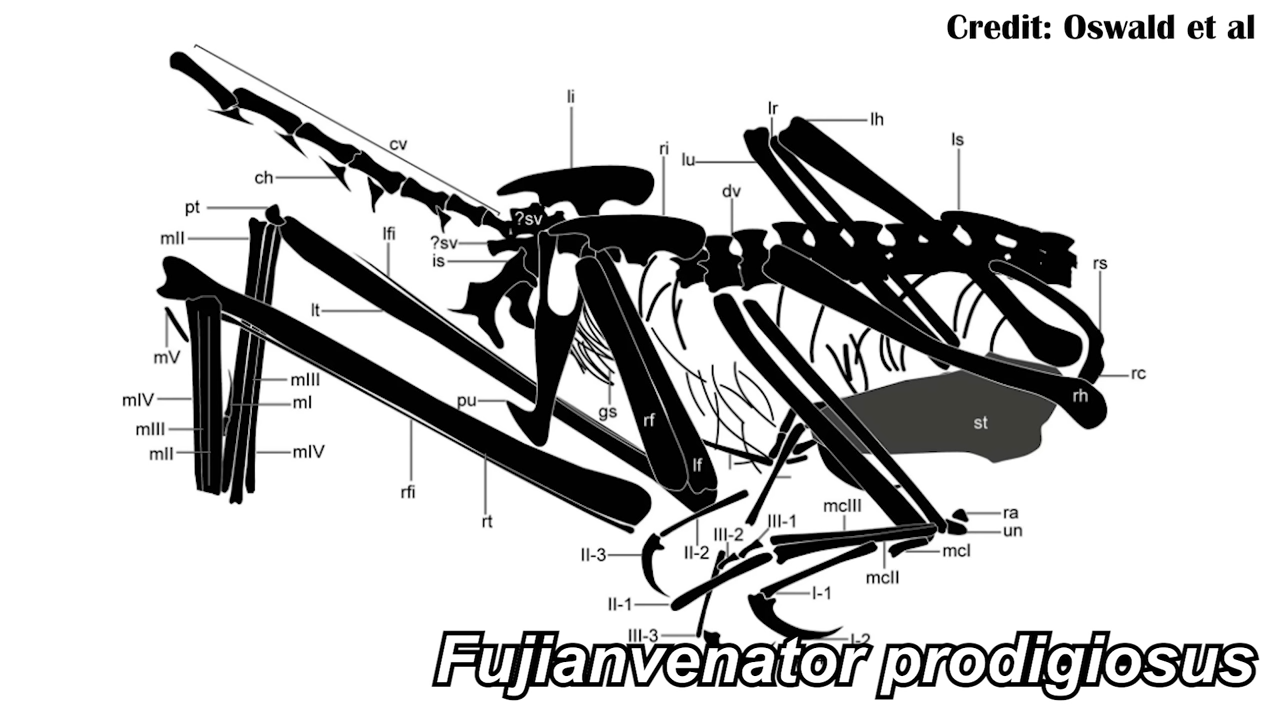 Credit: Oswald et al
li
lr
lh
cv
ri
lu
ls
ch
dv
pt
?sv
mII
lfi
?sv
is
rs
lt
mV
rc
mIII
mIV
mI
pu
gs
rf
rh
st
mIII
mII
mIV
lf
rfi
rt
mcIII
ra
III-1
un
III-2
II-3
II-2
mcI
mcII
I-1
II-1
III-3
I-2
Fujianvenator prodigiosus